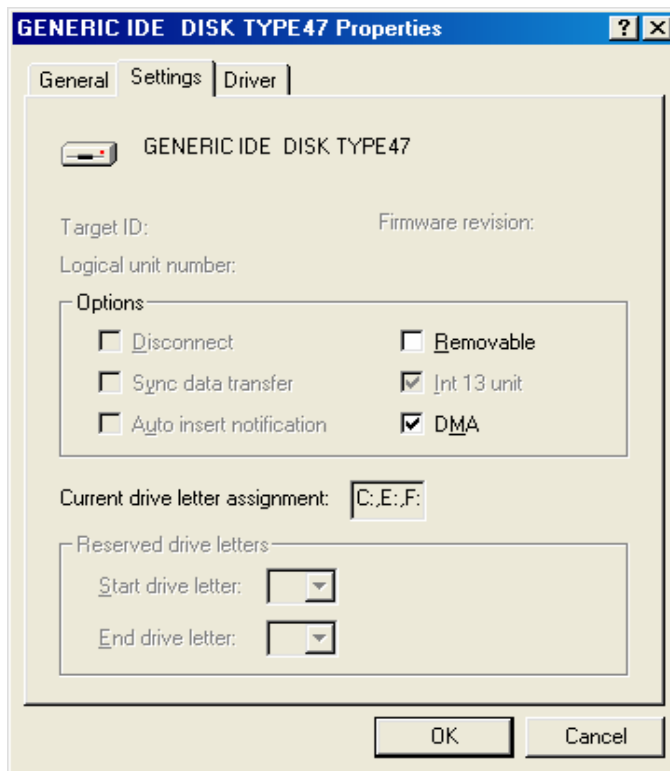 GENERIC IDE DISK TYPE47 Properties
General Settings Driver
GENERIC IDE DISK TYPE47
Target ID: Firmware revision:
Logical unit number:
Options
Disconnect Removable
Sync data transfer Int 13 unit
Auto insert notification DMA
Current drive letter assignment: C:,E:,F:
Reserved drive letters
Start drive letter:
End drive letter:
OK Cancel